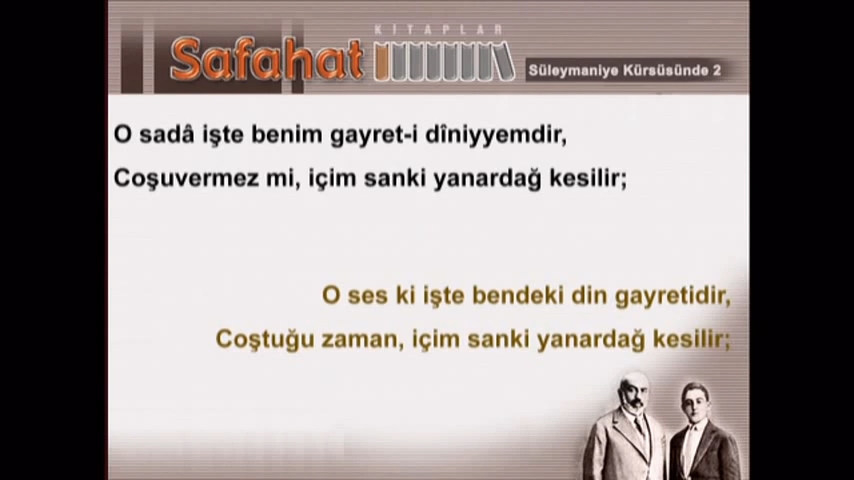 KİTAPLAR
Safahat
Süleymaniye Kürsüsünde 2
O sadâ işte benim gayret-i dîniyyemdir,
Coşuvermez mi, içim sanki yanardağ kesilir;
O ses ki işte bendeki din gayretidir,
Coştuğu zaman, içim sanki yanardağ kesilir;